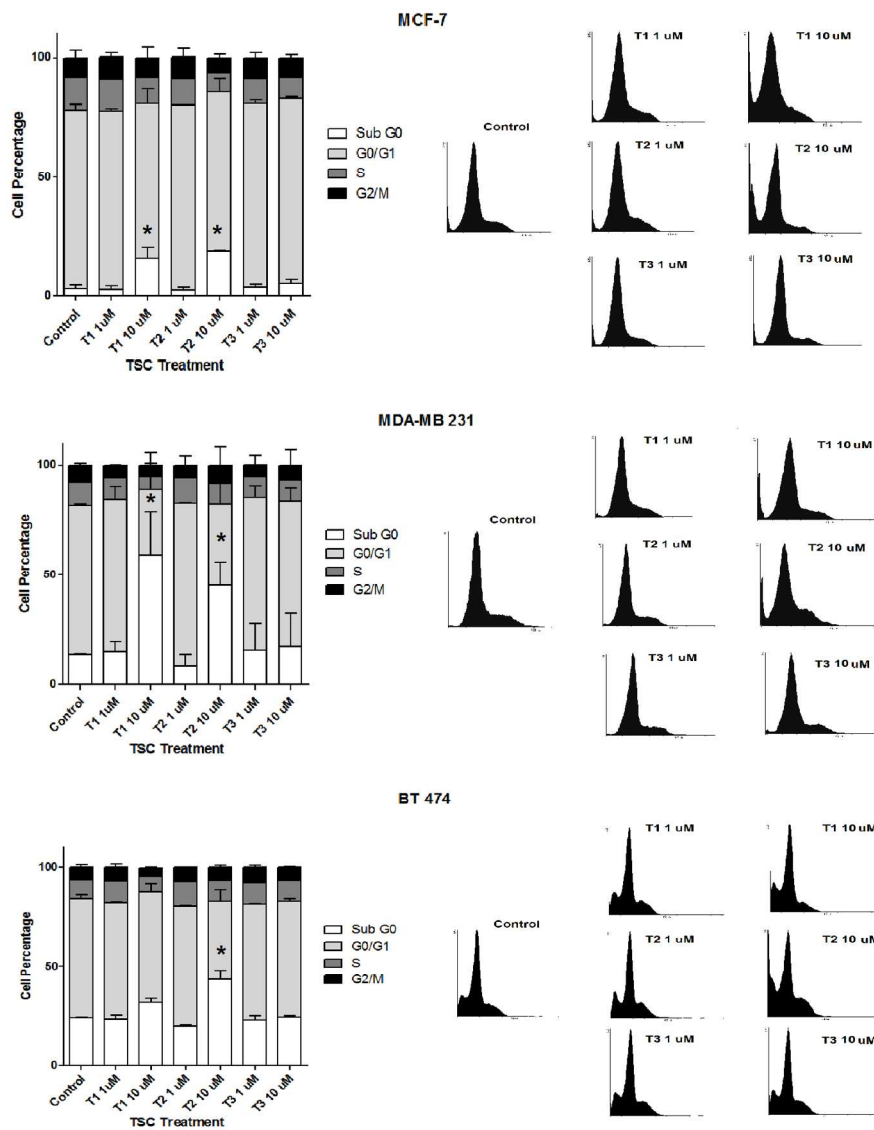 MCF-7
100
50
0
Cell Percentage
*
*
Control
T1 1uM
T1 10 uM
T2 1 uM
T2 10 uM
T3 1 uM
T3 10 uM
TSC Treatment
Sub G0
G0/G1
S
G2/M
Control
T1 1 uM
T1 10 uM
T2 1 uM
T2 10 uM
T3 1 uM
T3 10 uM
MDA-MB 231
100
50
0
Cell Percentage
*
*
Control
T1 1uM
T1 10 uM
T2 1 uM
T2 10 uM
T3 1 uM
T3 10 uM
TSC Treatment
Sub G0
G0/G1
S
G2/M
Control
T1 1 uM
T1 10 uM
T2 1 uM
T2 10 uM
T3 1 uM
T3 10 uM
BT 474
100
50
0
Cell Percentage
*
Control
T1 1uM
T1 10 uM
T2 1 uM
T2 10 uM
T3 1 uM
T3 10 uM
TSC Treatment
Sub G0
G0/G1
S
G2/M
Control
T1 1 uM
T1 10 uM
T2 1 uM
T2 10 uM
T3 1 uM
T3 10 uM